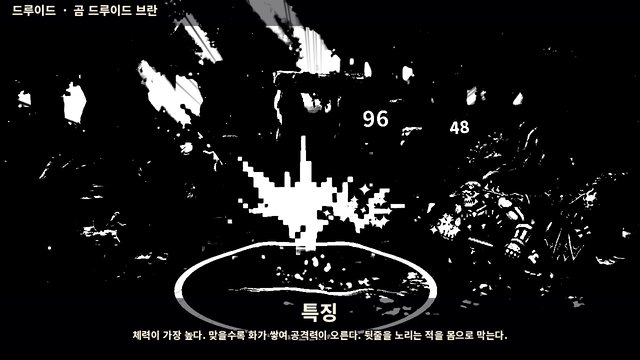 드루이드 · 곰 드루이드 브란
96
48
특징
체력이 가장 높다. 맞을수록 화가 쌓여 공격력이 오른다. 뒷줄을 노리는 적을 몸으로 막는다.